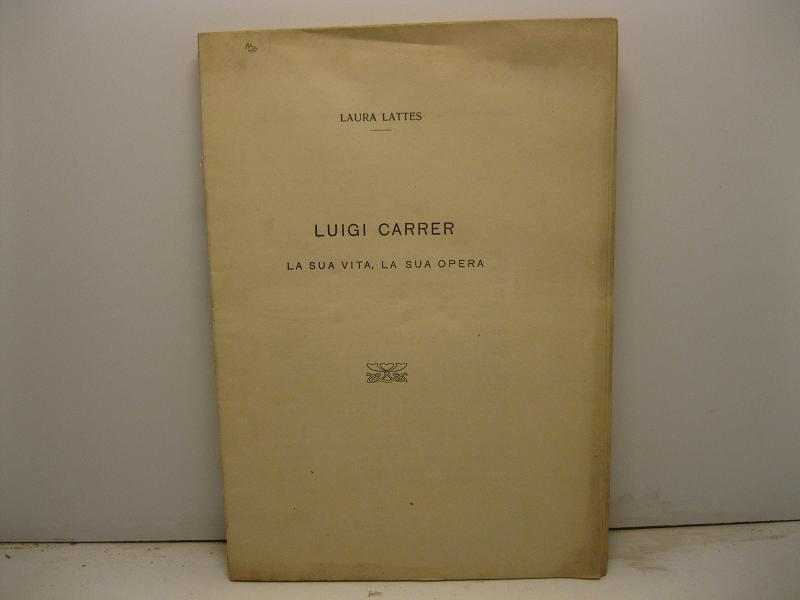 LAURA LATTES
LUIGI CARRER
LA SUA VITA, LA SUA OPERA